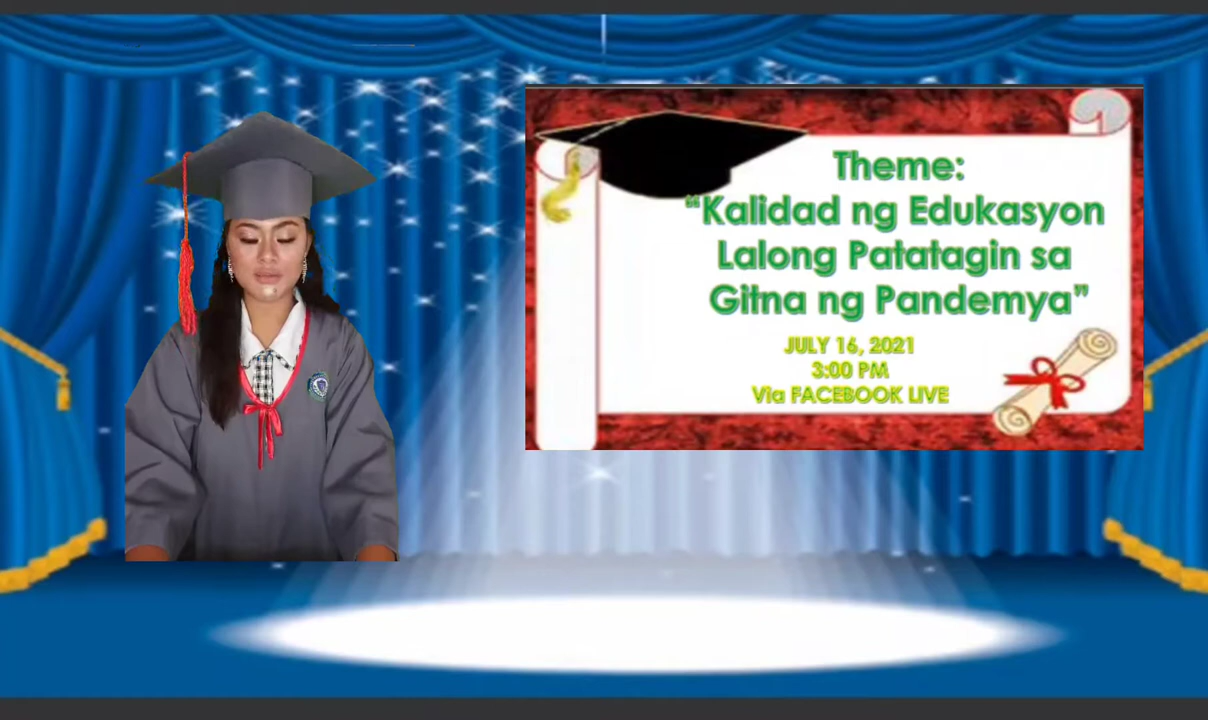 Theme:
“Kalidad ng Edukasyon
Lalong Patatagin sa
Gitna ng Pandemya”
JULY 16, 2021
3:00 PM
Via FACEBOOK LIVE